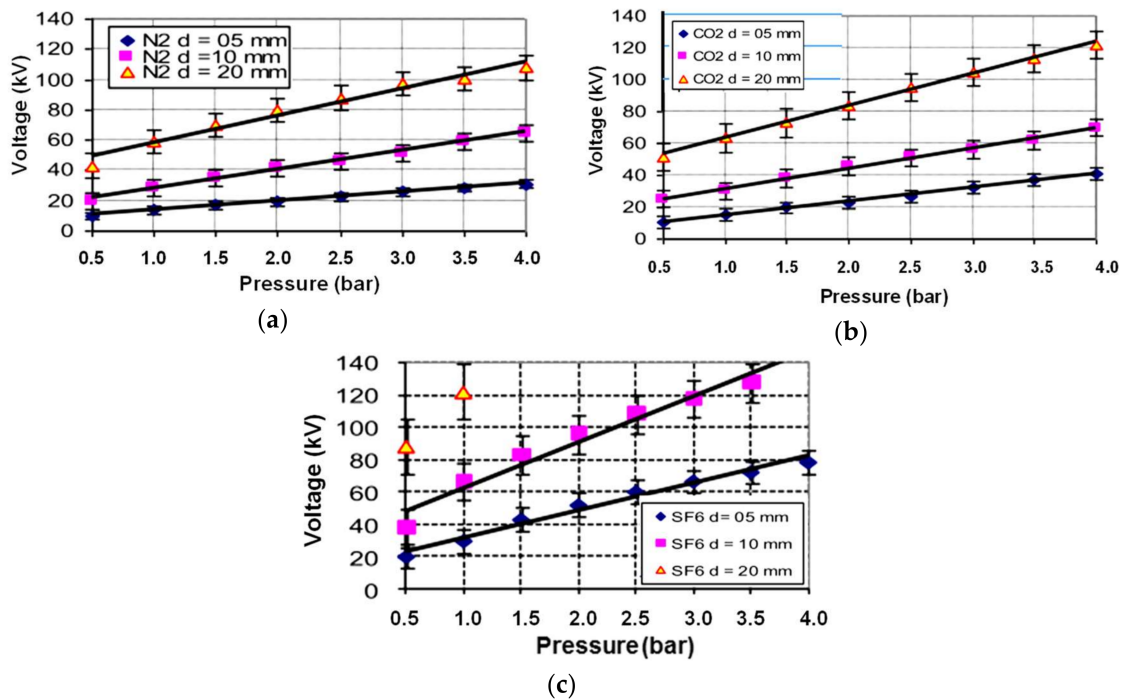 140
120
100
80
60
40
20
0
Voltage (kV)
N2 d = 05 mm
N2 d =10 mm
N2 d = 20 mm
0.5 1.0 1.5 2.0 2.5 3.0 3.5 4.0
Pressure (bar)
(a)
140
120
100
80
60
40
20
0
Voltage (kV)
CO2 d = 05 mm
CO2 d = 10 mm
CO2 d = 20 mm
0.5 1.0 1.5 2.0 2.5 3.0 3.5 4.0
Pressure (bar)
(b)
140
120
100
80
60
40
20
0
Voltage (kV)
SF6 d= 05 mm
SF6 d = 10 mm
SF6 d = 20 mm
0.5 1.0 1.5 2.0 2.5 3.0 3.5 4.0
Pressure (bar)
(c)